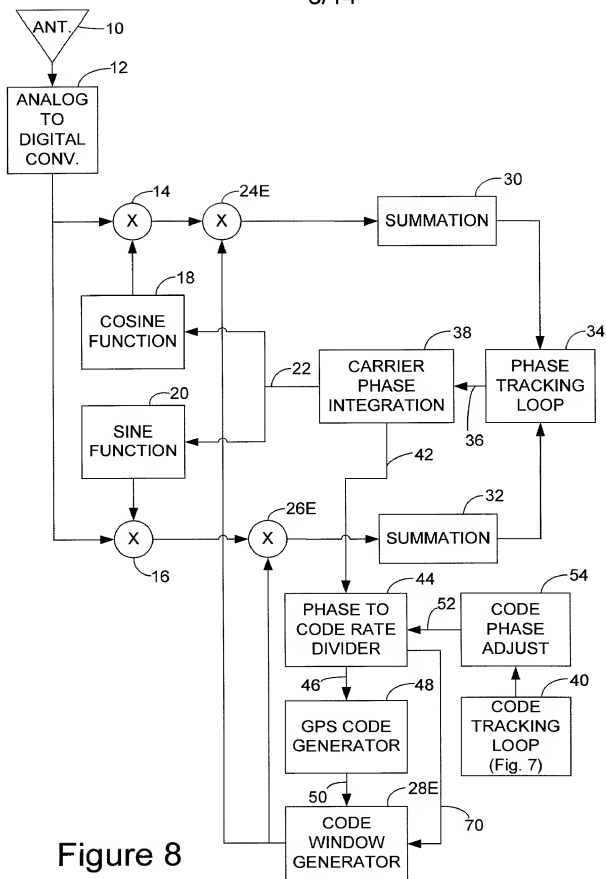 ANT.
10
12
ANALOG
TO
DIGITAL
CONV.
14
24E
30
X
X
SUMMATION
18
COSINE
FUNCTION
38
34
22
CARRIER
PHASE
INTEGRATION
PHASE
TRACKING
LOOP
20
36
SINE
FUNCTION
42
32
26E
X
X
SUMMATION
16
44
54
PHASE TO
CODE RATE
DIVIDER
52
CODE
PHASE
ADJUST
46
48
40
GPS CODE
GENERATOR
CODE
TRACKING
LOOP
(Fig. 7)
50
28E
70
CODE
WINDOW
GENERATOR
Figure 8